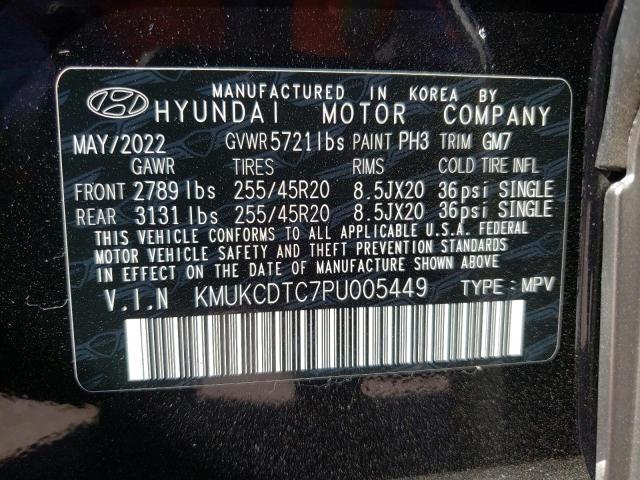 MANUFACTURED IN KOREA BY
HYUNDAI MOTOR COMPANY
MAY/2022 GVWR 5721lbs PAINT PH3 TRIM GM7
GAWR TIRES RIMS COLD TIRE INFL
FRONT 2789 lbs 255/45R20 8.5JX20 36psi SINGLE
REAR 3131 lbs 255/45R20 8.5JX20 36psi SINGLE
THIS VEHICLE CONFORMS TO ALL APPLICABLE U.S.A. FEDERAL
MOTOR VEHICLE SAFETY AND THEFT PREVENTION STANDARDS
IN EFFECT ON THE DATE OF MANUFACTURE SHOWN ABOVE.
V.I.N KMUKCDTC7PU005449 TYPE: MPV